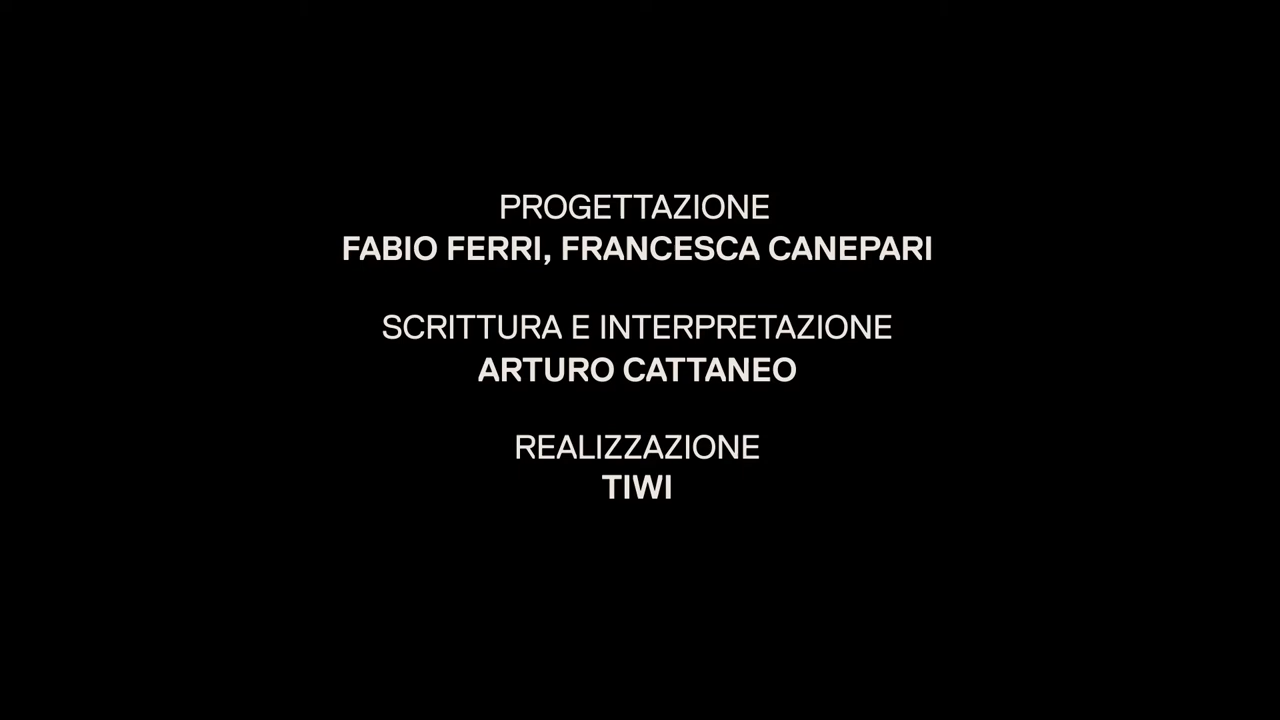 PROGETTAZIONE
FABIO FERRI, FRANCESCA CANEPARI
SCRITTURA E INTERPRETAZIONE
ARTURO CATTANEO
REALIZZAZIONE
TIWI